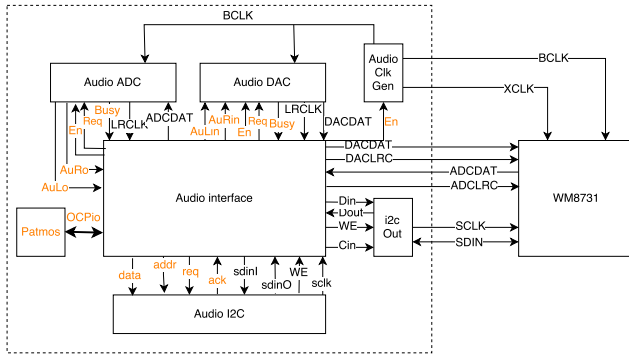 BCLK
Audio
Clk
Gen
BCLK
XCLK
Audio ADC
Audio DAC
Busy
Req
En
LRCLK
ADCDAT
AuRo
AuLo
AuLin
AuRin
En
Req
Busy
LRCLK
DACDAT
En
DACDAT
DACLRC
ADCDAT
ADCLRC
Audio interface
WM8731
Patmos
OCPio
Din
Dout
WE
Cin
i2c
Out
SCLK
SDIN
data
addr
req
ack
sdinI
sdinO
WE
sclk
Audio I2C